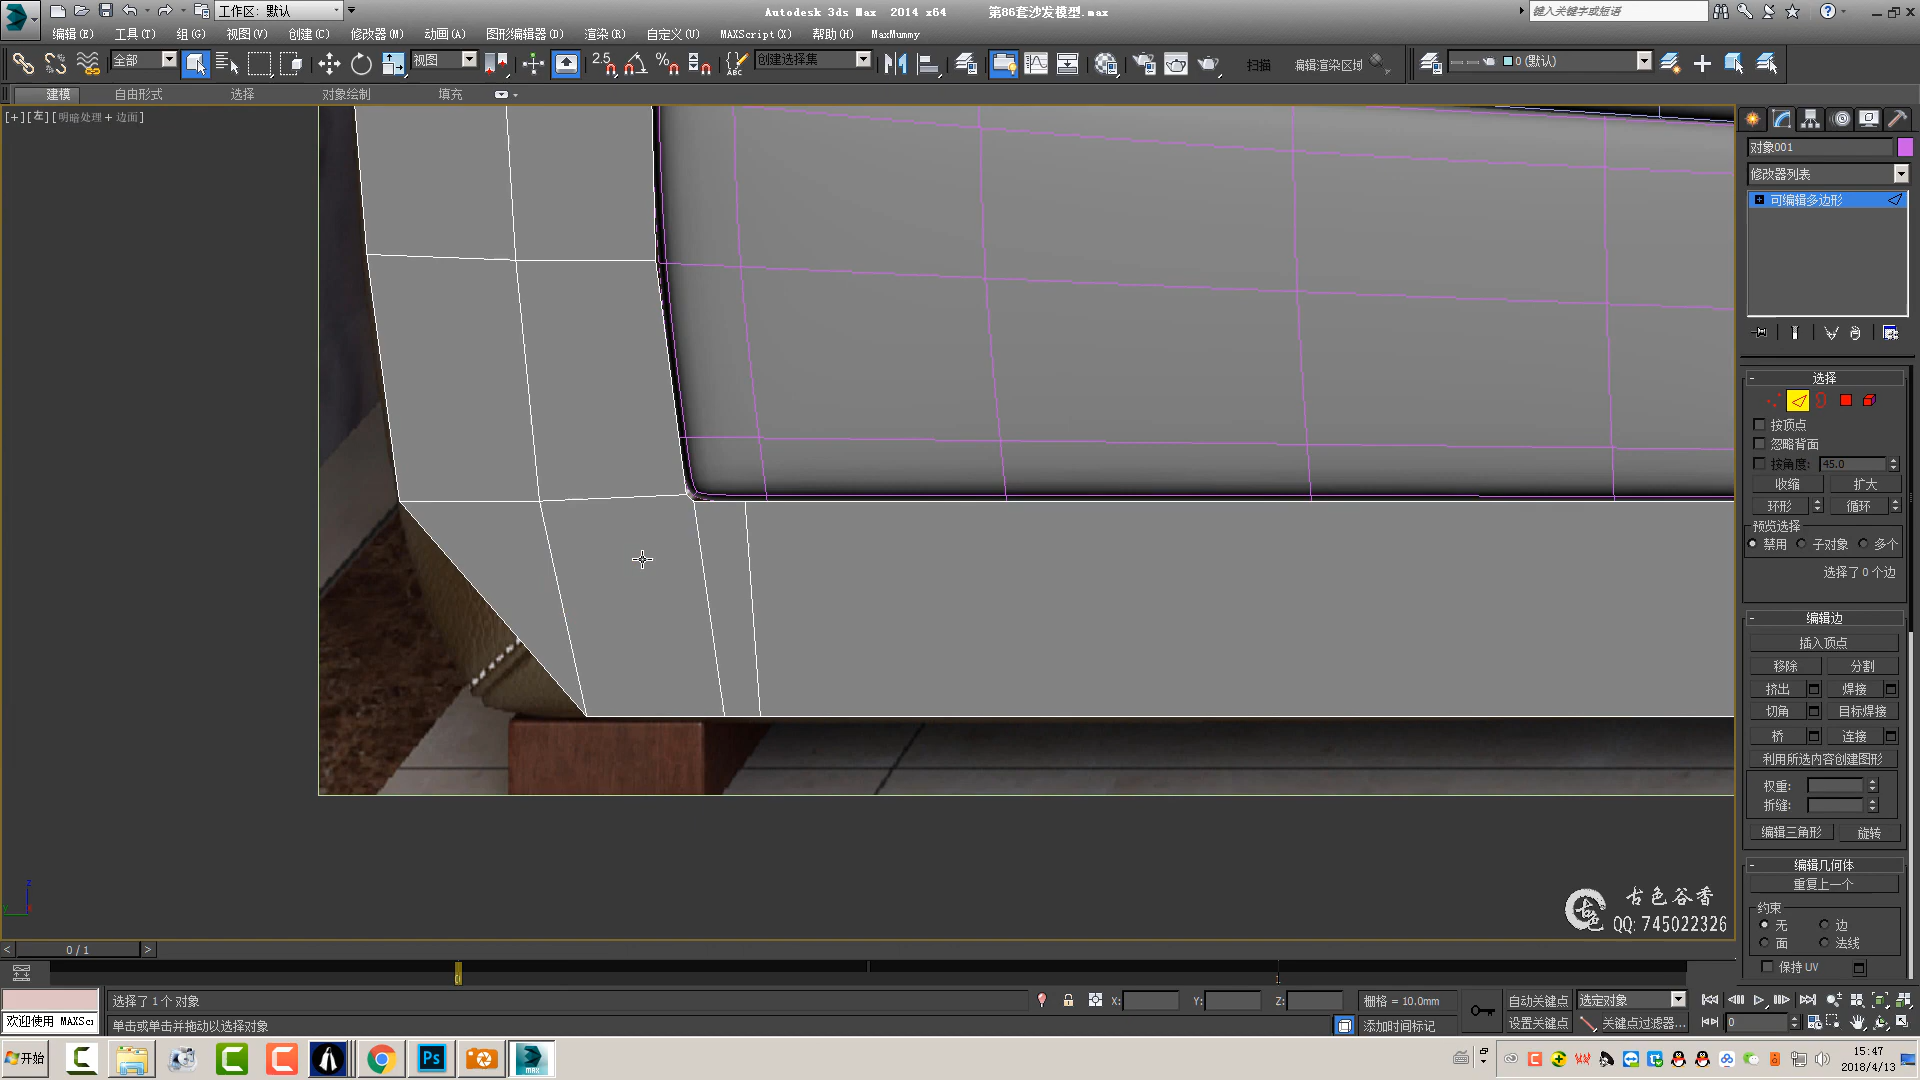 工作区: 默认
Autodesk 3ds Max  2014 x64
第86套沙发模型.max
键入关键字或短语
编辑(E)
工具(T)
组(G)
视图(V)
创建(C)
修改器(M)
动画(A)
图形编辑器(D)
渲染(R)
自定义(U)
MAXScript(X)
帮助(H)
MaxMummy
全部
视图
2.5
创建选择集
扫描
编辑渲染区域
0 (默认)
建模
自由形式
选择
对象绘制
填充
[+][左][明暗处理 + 边面]
对象001
修改器列表
可编辑多边形
选择
按顶点
忽略背面
按角度:
45.0
收缩
扩大
环形
循环
预览选择
禁用
子对象
多个
选择了 0 个边
编辑边
插入顶点
移除
分割
挤出
焊接
切角
目标焊接
桥
连接
利用所选内容创建图形
权重:
折缝:
编辑三角形
旋转
编辑几何体
重复上一个
约束
无
边
面
法线
保持 UV
古色谷香
QQ: 745022326
0 / 1
选择了 1 个 对象
X:
Y:
Z:
栅格 = 10.0mm
自动关键点
选定对象
欢迎使用 MAXSc
单击或单击并拖动以选择对象
添加时间标记
设置关键点
关键点过滤器...
0
开始
15:47
2018/4/13